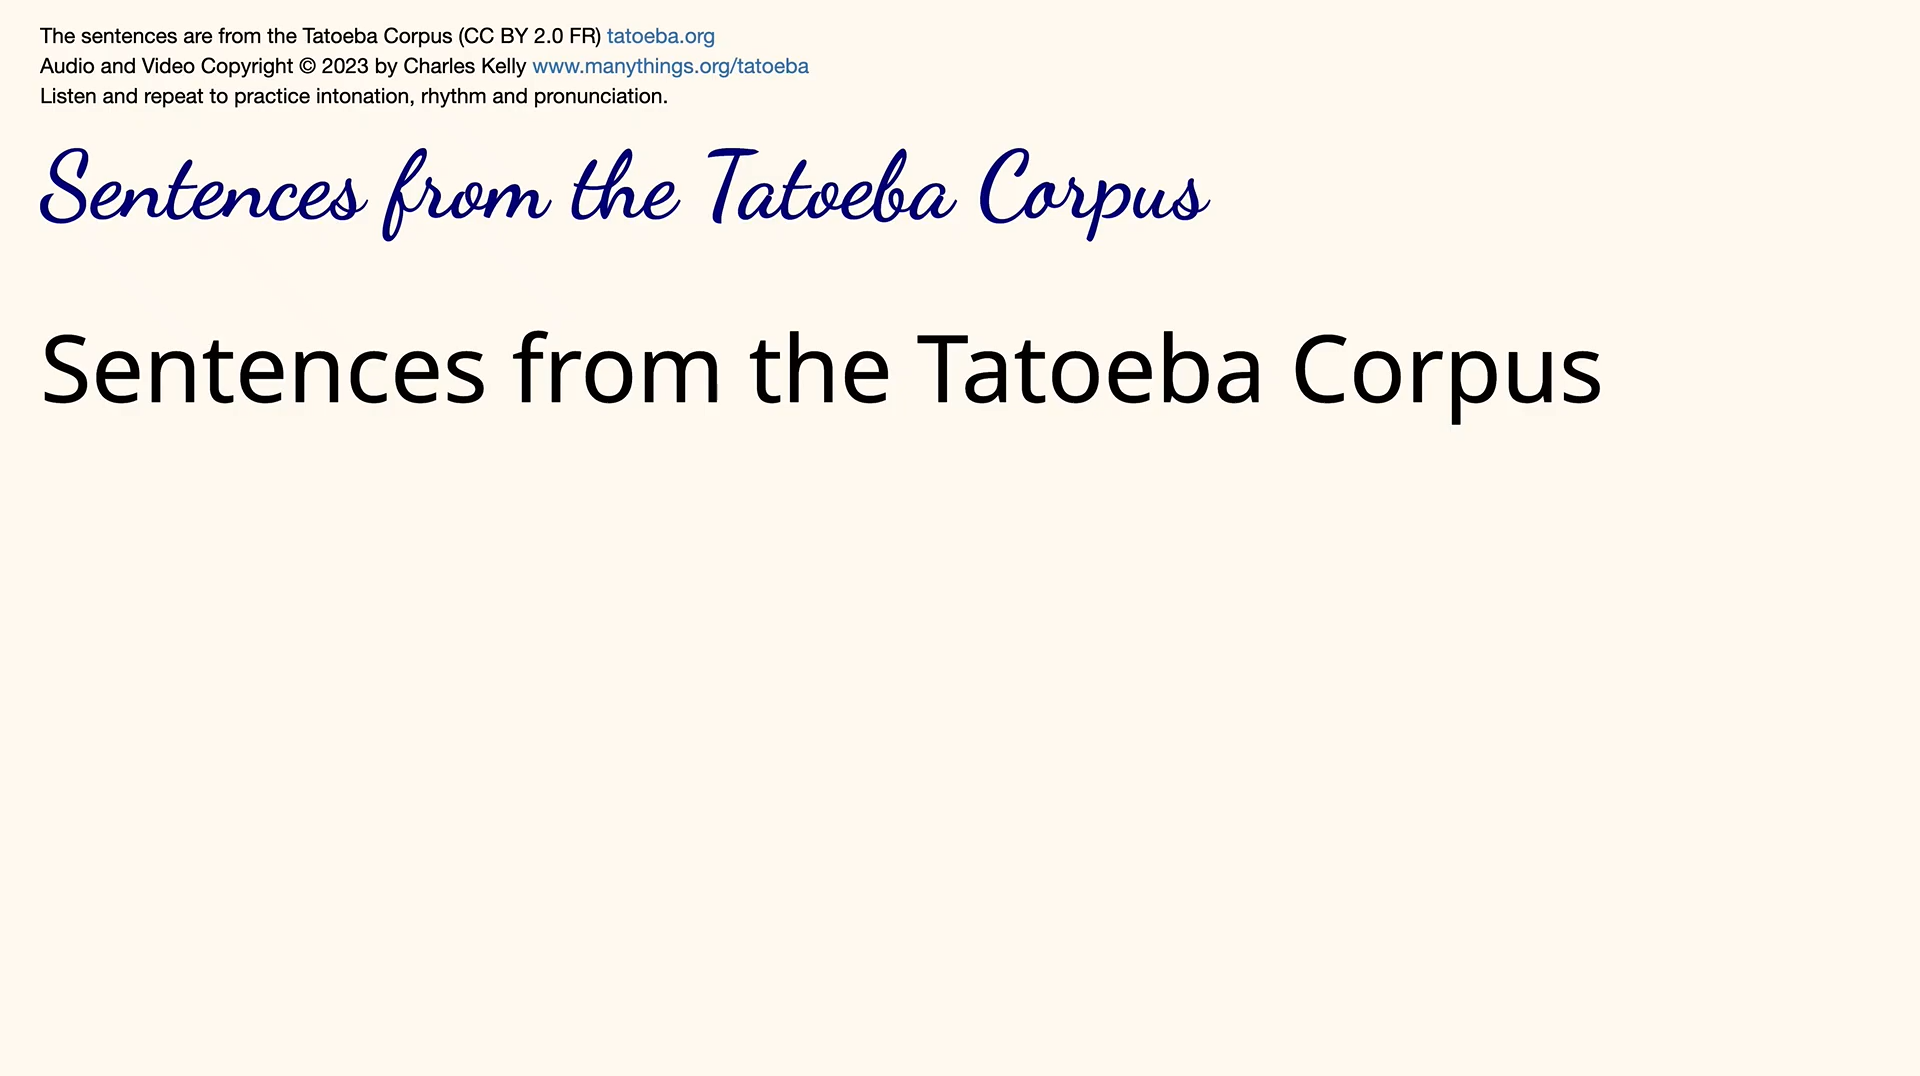 The sentences are from the Tatoeba Corpus (CC BY 2.0 FR) tatoeba.org
Audio and Video Copyright © 2023 by Charles Kelly www.manythings.org/tatoeba
Listen and repeat to practice intonation, rhythm and pronunciation.
Sentences from the Tatoeba Corpus
Sentences from the Tatoeba Corpus